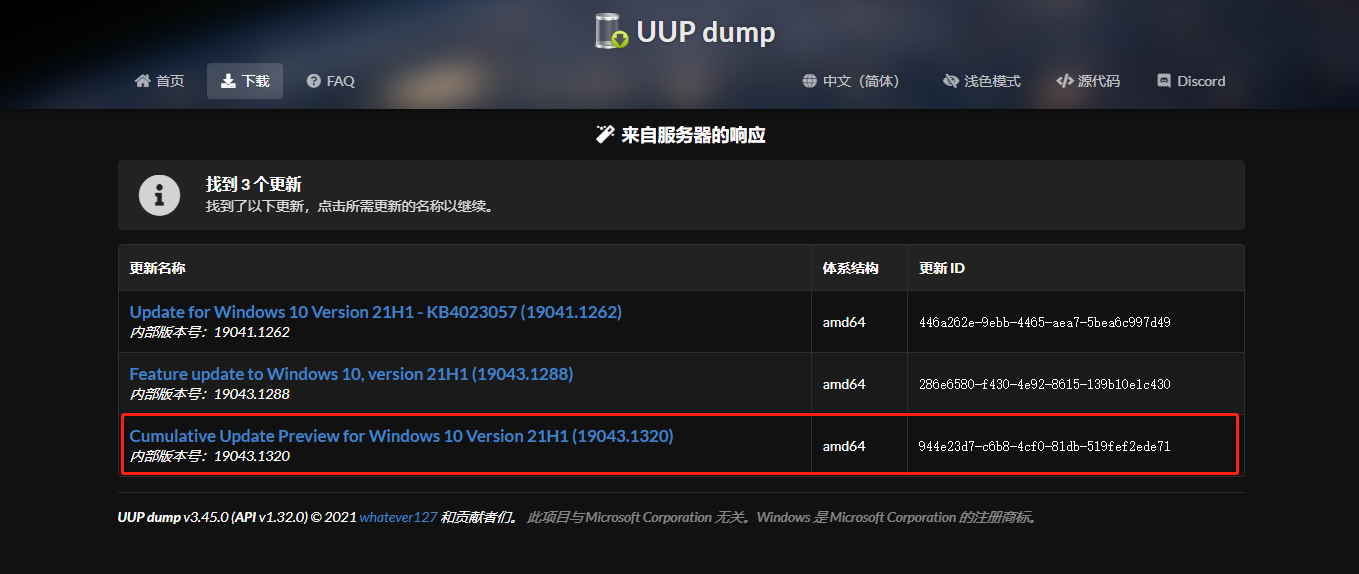 UUP dump
首页 下载 FAQ 中文（简体） 浅色模式 源代码 Discord
来自服务器的响应
找到 3 个更新
找到了以下更新，点击所需更新的名称以继续。
更新名称 体系结构 更新 ID
Update for Windows 10 Version 21H1 - KB4023057 (19041.1262)
内部版本号：19041.1262
amd64 446a262e-9ebb-4465-aea7-5bea6c997d49
Feature update to Windows 10, version 21H1 (19043.1288)
内部版本号：19043.1288
amd64 286e6580-f430-4e92-8615-139b10e1c430
Cumulative Update Preview for Windows 10 Version 21H1 (19043.1320)
内部版本号：19043.1320
amd64 944e23d7-c6b8-4cf0-81db-519fef2ede71
UUP dump v3.45.0 (API v1.32.0) © 2021 whatever127 和贡献者们。 此项目与 Microsoft Corporation 无关。Windows 是 Microsoft Corporation 的注册商标。